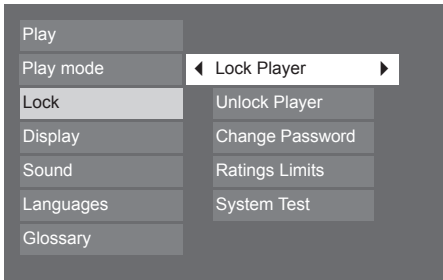 Play
Play mode
Lock
Display
Sound
Languages
Glossary
Lock Player
Unlock Player
Change Password
Ratings Limits
System Test